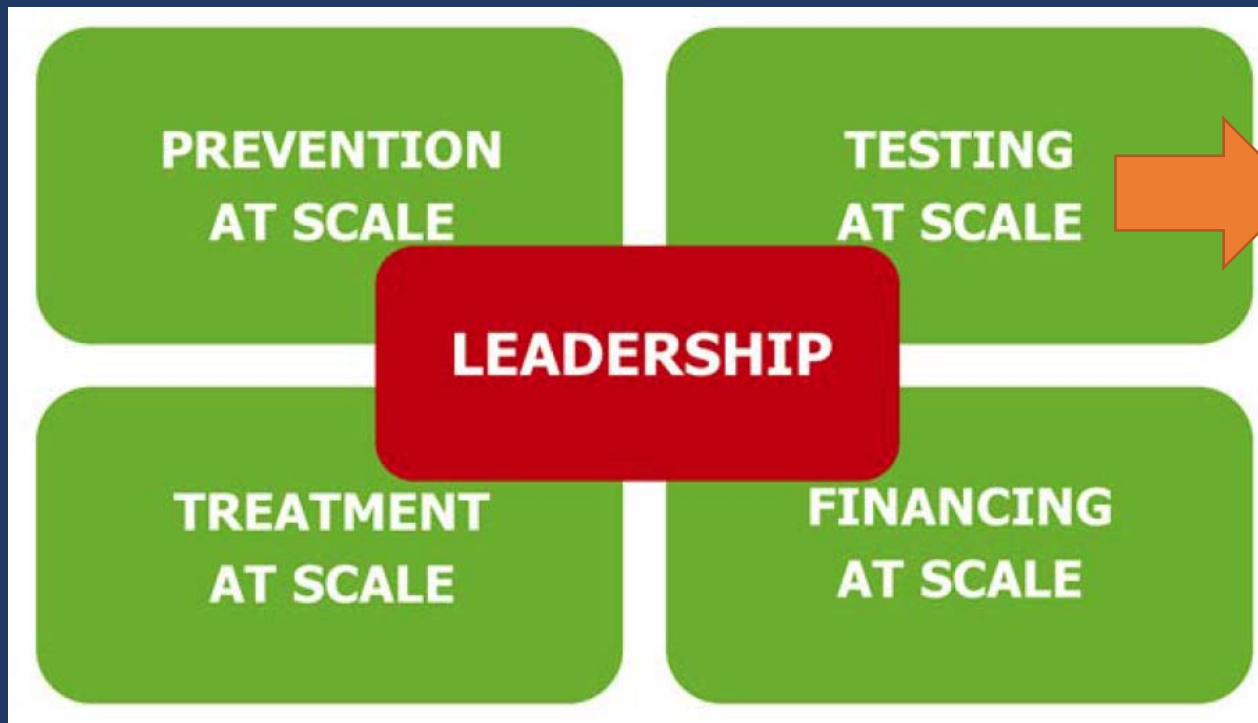 PREVENTION
AT SCALE
TESTING
AT SCALE
LEADERSHIP
TREATMENT
AT SCALE
FINANCING
AT SCALE